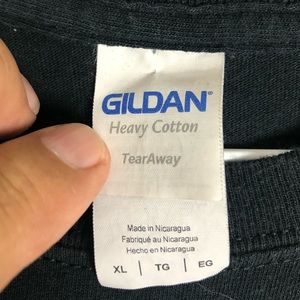 GILDAN®
Heavy Cotton
TearAway
Made in Nicaragua
Fabriqué au Nicaragua
Hecho en Nicaragua
XL | TG | EG